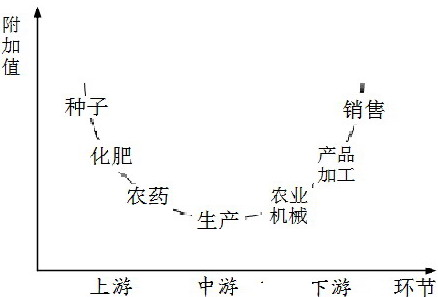 附
加
值
种子
销售
化肥
产品
加工
农药
农业
机械
生产
上游
中游
下游
环节